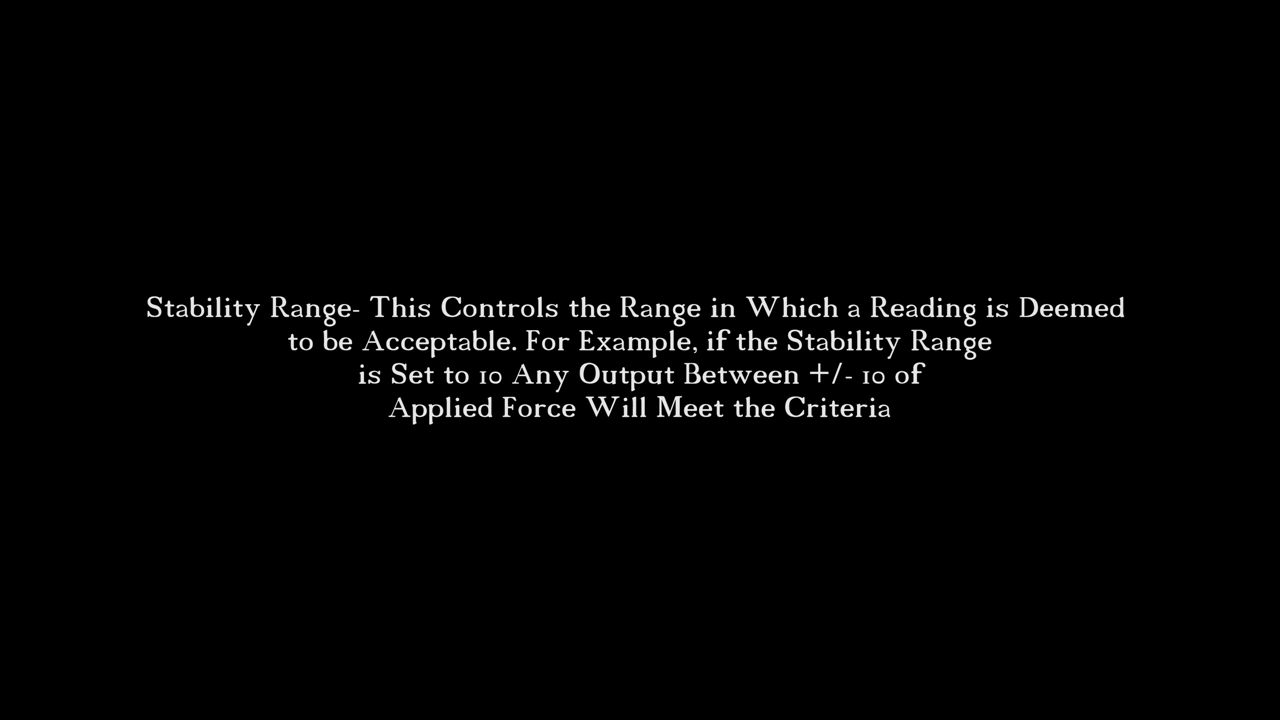 Stability Range- This Controls the Range in Which a Reading is Deemed
to be Acceptable. For Example, if the Stability Range
is Set to 10 Any Output Between +/- 10 of
Applied Force Will Meet the Criteria